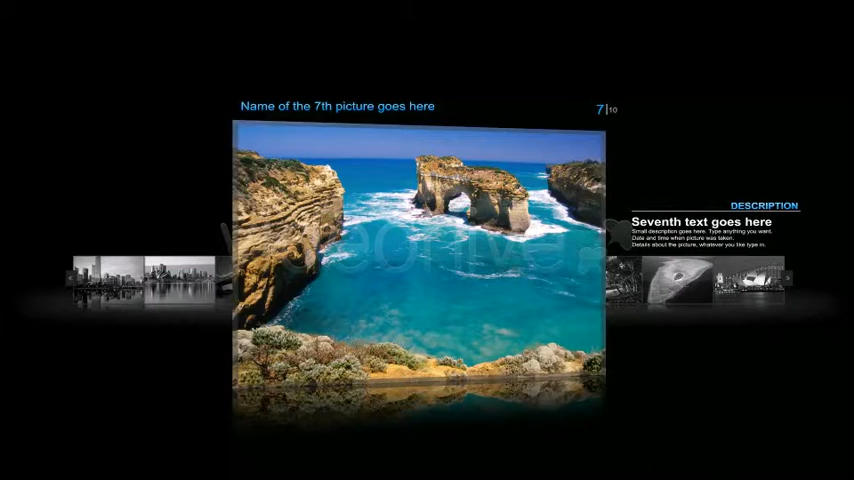 Name of the 7th picture goes here
7|10
DESCRIPTION
Seventh text goes here
Small description goes here. Type anything you want.
Date and time when picture was taken.
Details about the picture, whatever you like type in.
videohive